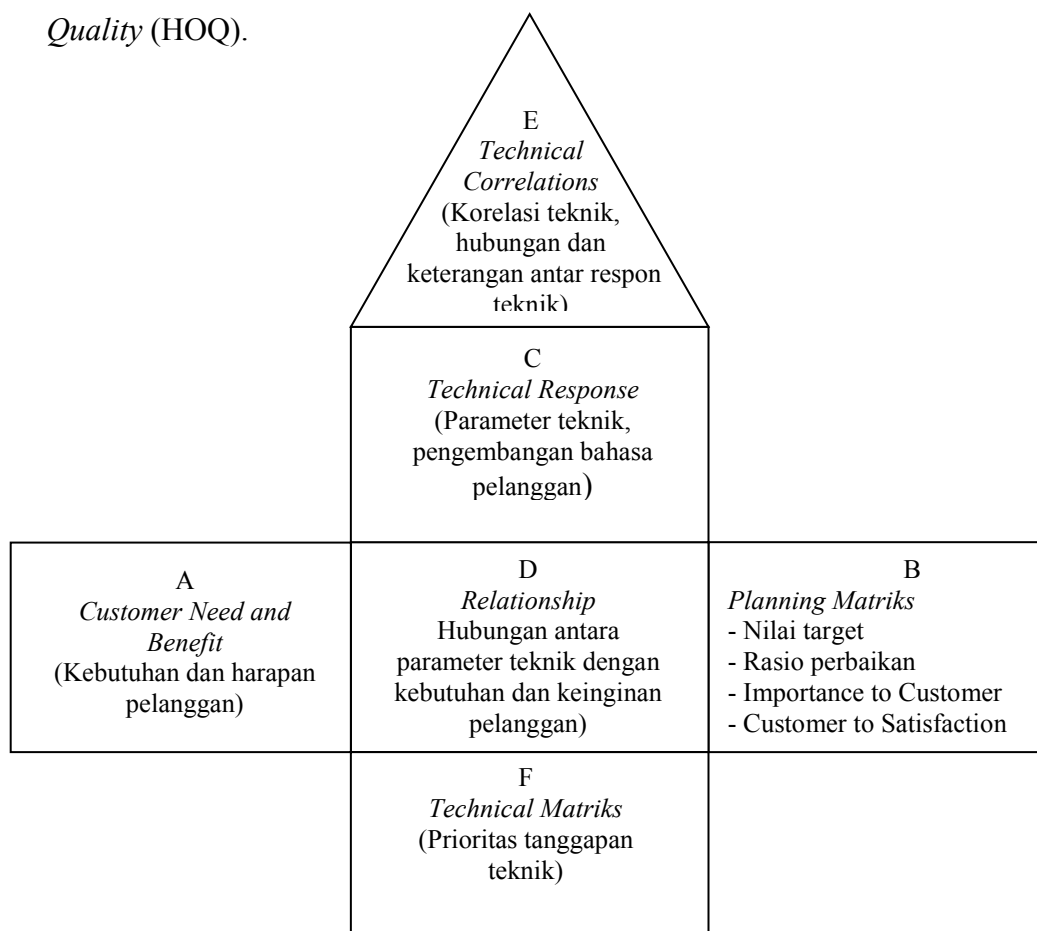 Quality (HOQ).
E
Technical
Correlations
(Korelasi teknik,
hubungan dan
keterangan antar respon
teknik)
C
Technical Response
(Parameter teknik,
pengembangan bahasa
pelanggan)
A
Customer Need and
Benefit
(Kebutuhan dan harapan
pelanggan)
D
Relationship
Hubungan antara
parameter teknik dengan
kebutuhan dan keinginan
pelanggan)
B
Planning Matriks
- Nilai target
- Rasio perbaikan
- Importance to Customer
- Customer to Satisfaction
F
Technical Matriks
(Prioritas tanggapan
teknik)